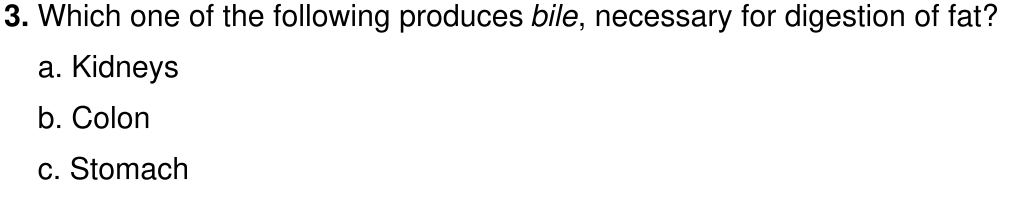 3. Which one of the following produces bile, necessary for digestion of fat?
a. Kidneys
b. Colon
c. Stomach